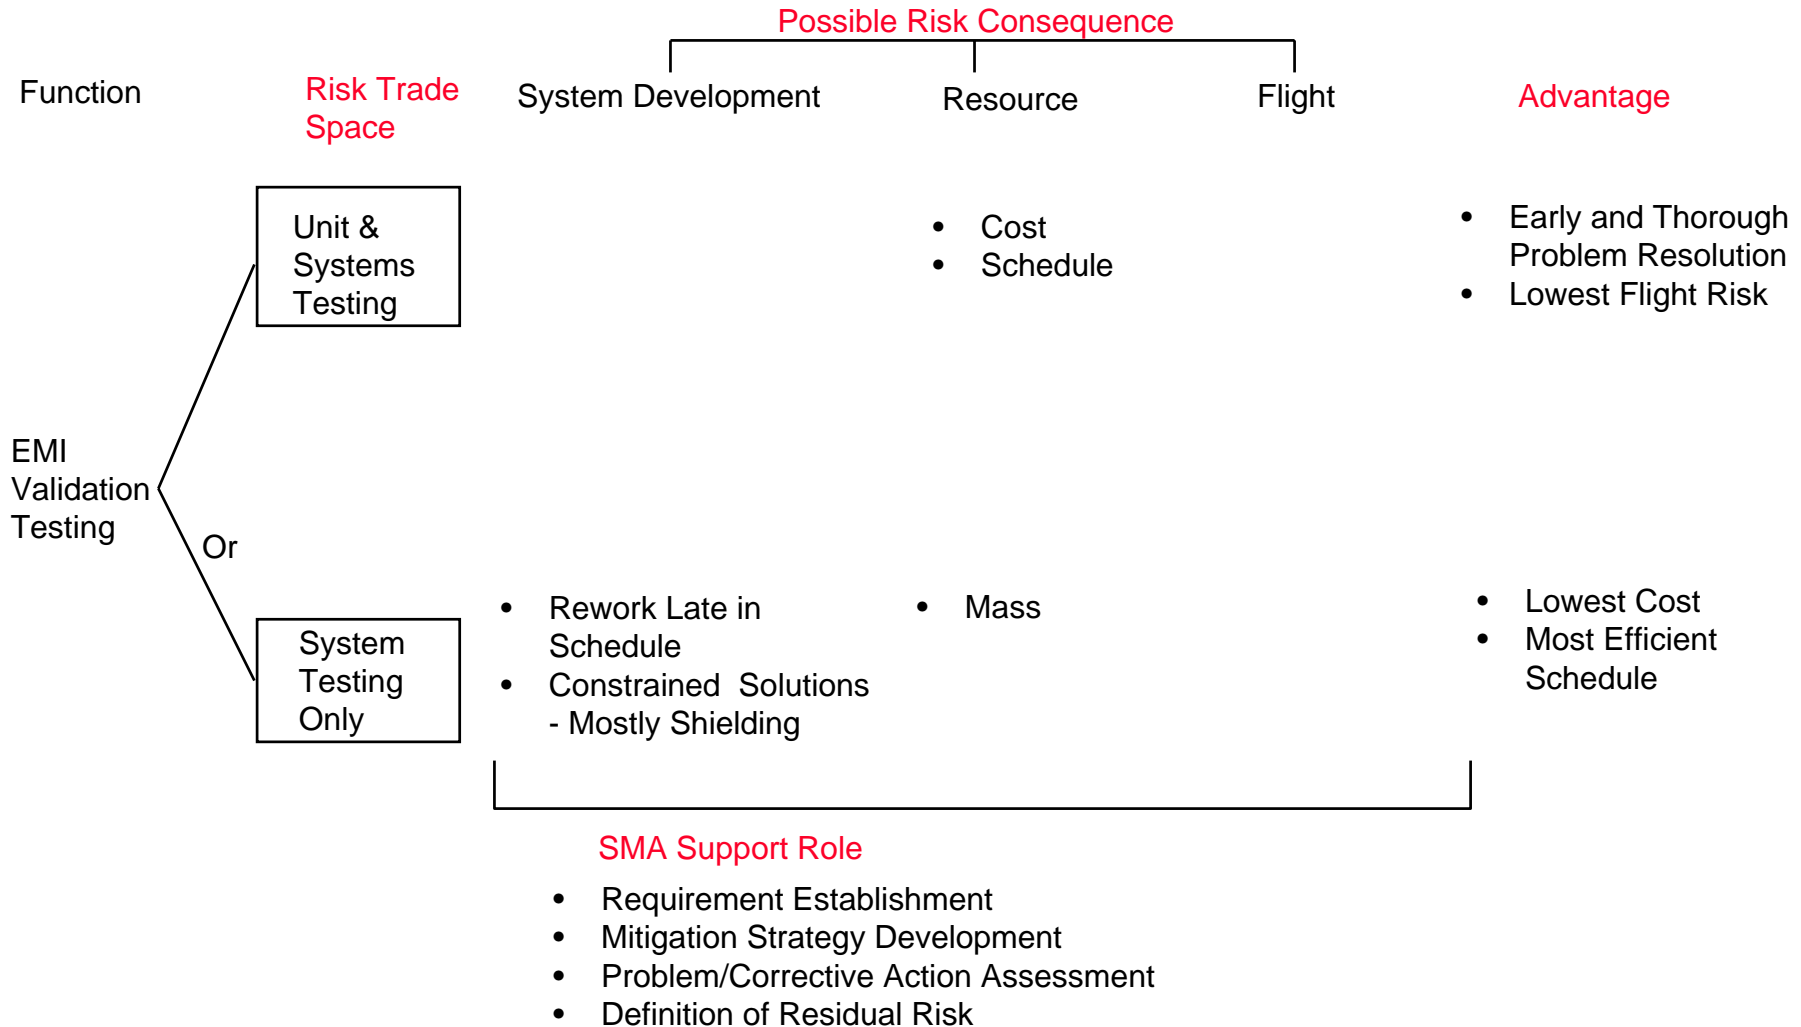 Possible Risk Consequence
Function
Risk Trade
Space
System Development
Resource
Flight
Advantage
Unit &
Systems
Testing
• Cost
• Schedule
• Early and Thorough
Problem Resolution
• Lowest Flight Risk
EMI
Validation
Testing
Or
System
Testing
Only
• Rework Late in
Schedule
• Constrained  Solutions
- Mostly Shielding
• Mass
• Lowest Cost
• Most Efficient
Schedule
SMA Support Role
• Requirement Establishment
• Mitigation Strategy Development
• Problem/Corrective Action Assessment
• Definition of Residual Risk